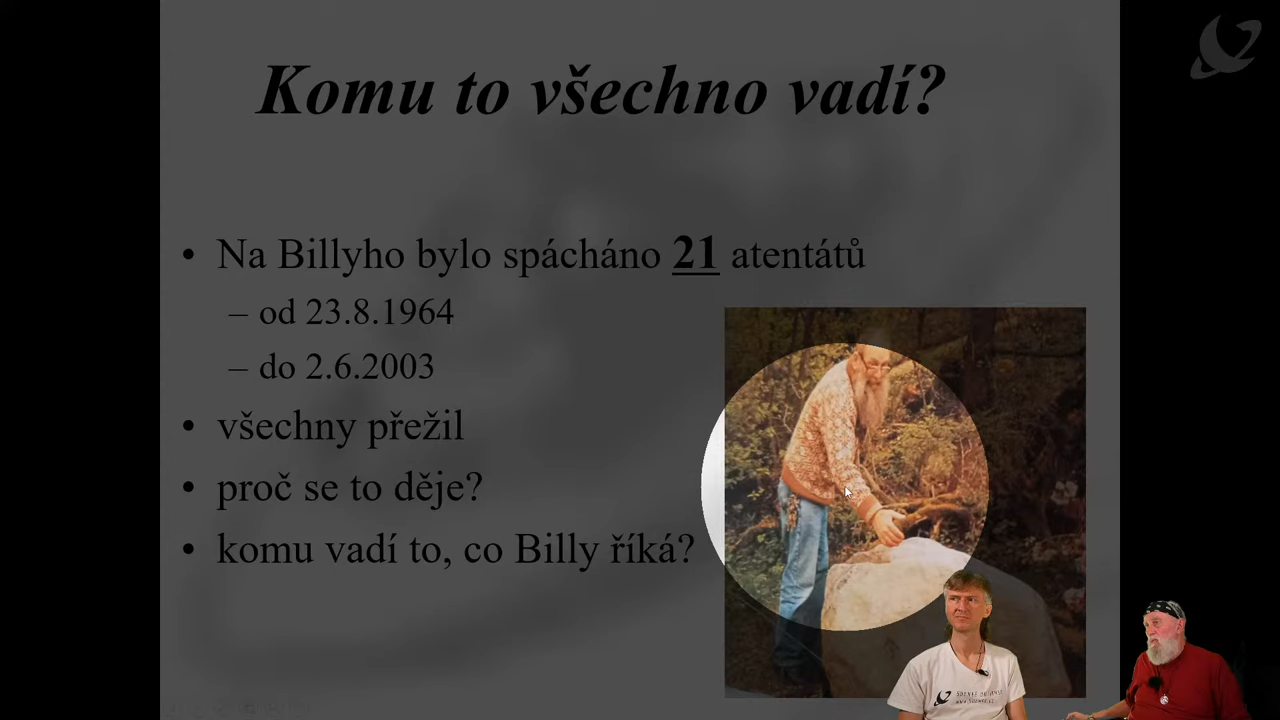 Komu to všechno vadí?
• Na Billyho bylo spácháno 21 atentátů
– od 23.8.1964
– do 2.6.2003
• všechny přežil
• proč se to děje?
• komu vadí to, co Billy říká?